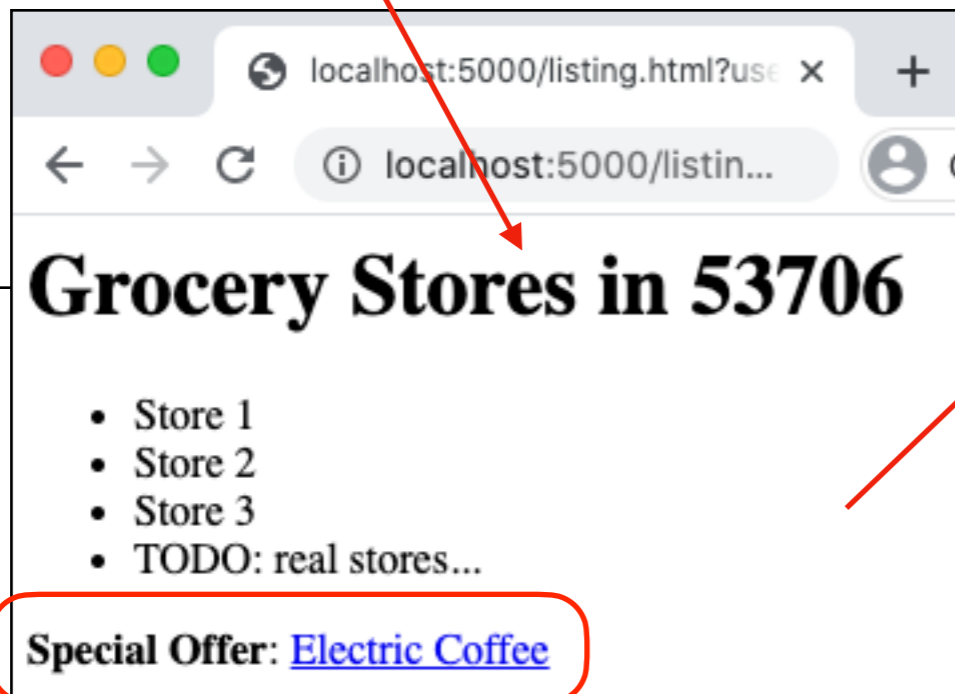 localhost:5000/listing.html?use
localhost:5000/listin...
Grocery Stores in 53706
• Store 1
• Store 2
• Store 3
• TODO: real stores...
Special Offer: Electric Coffee